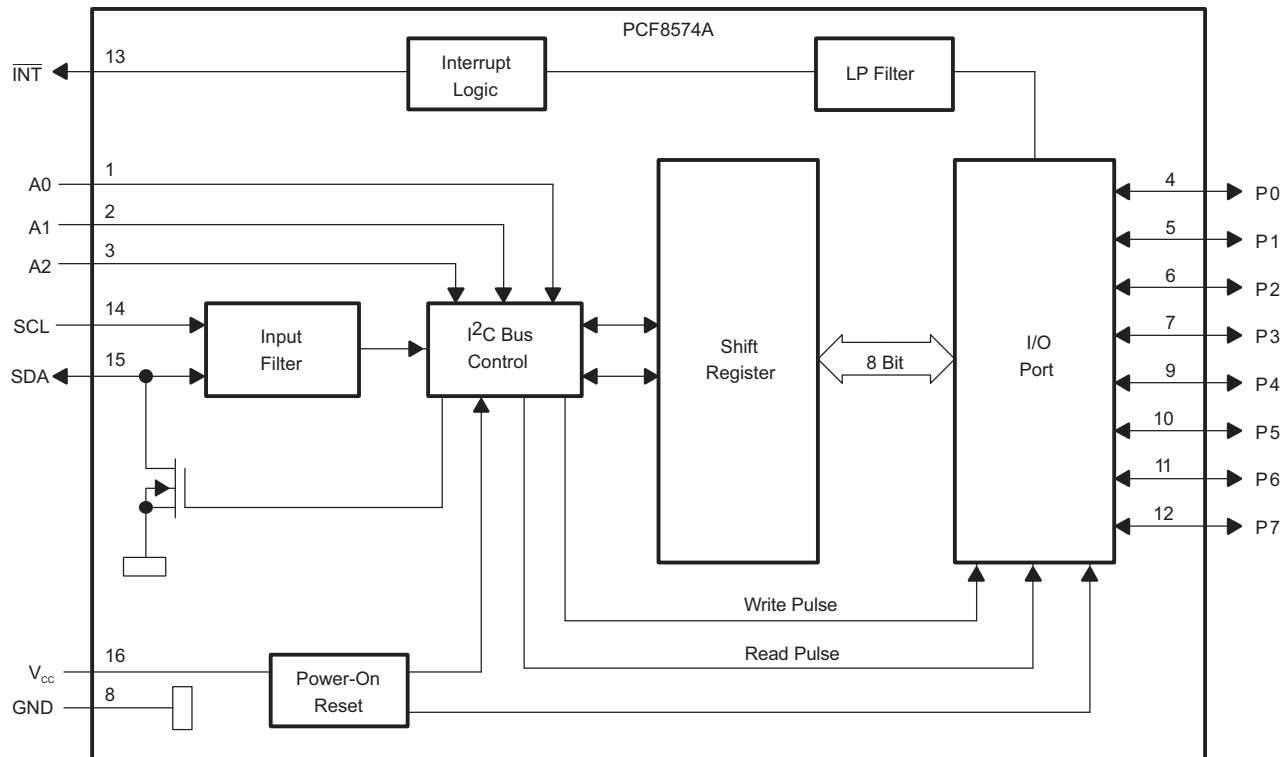 PCF8574A
INT
13
Interrupt
Logic
LP Filter
A0
1
A1
2
A2
3
SCL
14
SDA
15
Input
Filter
I2C Bus
Control
Shift
Register
8 Bit
I/O
Port
4
P0
5
P1
6
P2
7
P3
9
P4
10
P5
11
P6
12
P7
Write Pulse
Read Pulse
VCC
16
GND
8
Power-On
Reset